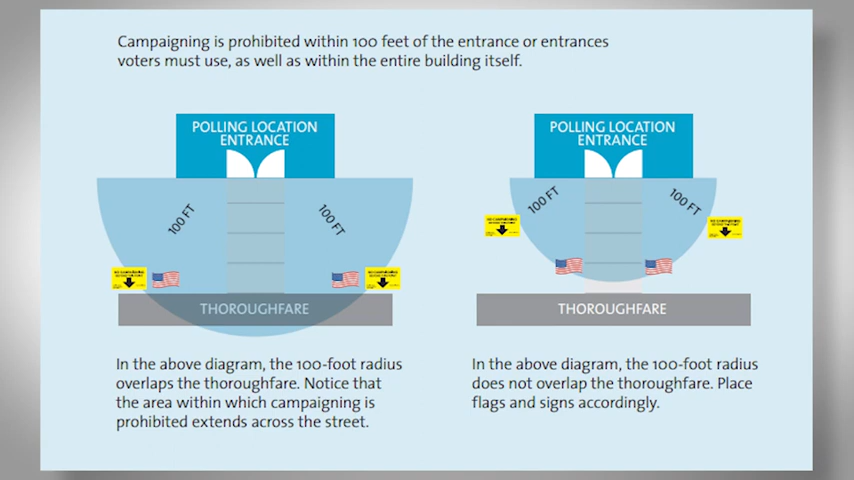 Campaigning is prohibited within 100 feet of the entrance or entrances
voters must use, as well as within the entire building itself.
POLLING LOCATION
ENTRANCE
100 FT
100 FT
THOROUGHFARE
In the above diagram, the 100-foot radius
overlaps the thoroughfare. Notice that
the area within which campaigning is
prohibited extends across the street.
POLLING LOCATION
ENTRANCE
100 FT
100 FT
THOROUGHFARE
In the above diagram, the 100-foot radius
does not overlap the thoroughfare. Place
flags and signs accordingly.